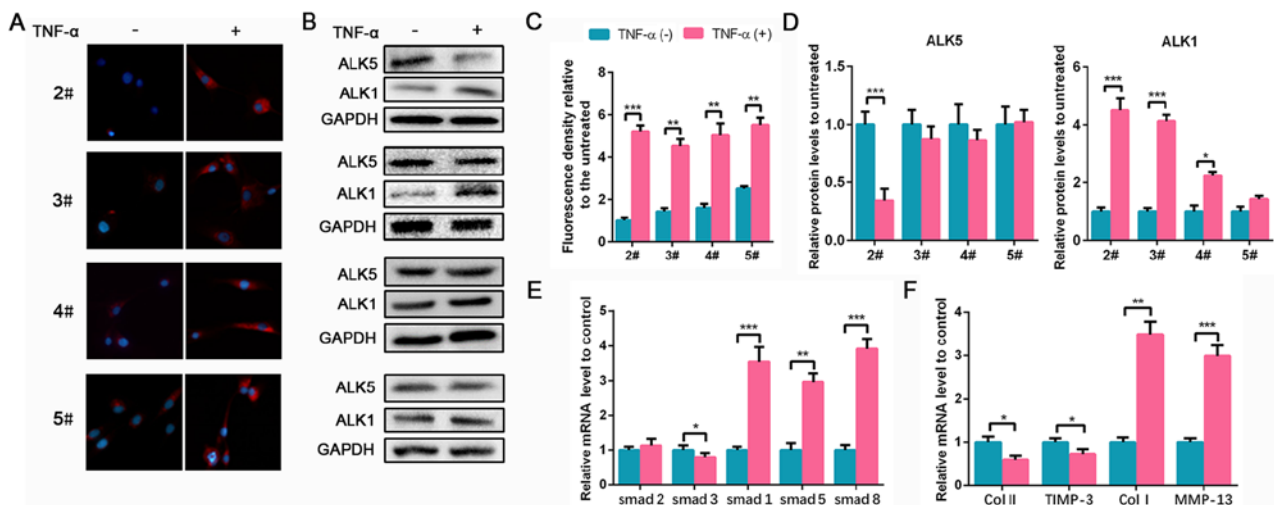 A
TNF-α - +
2#
3#
4#
5#
B
TNF-α - +
ALK5
ALK1
GAPDH
ALK5
ALK1
GAPDH
ALK5
ALK1
GAPDH
ALK5
ALK1
GAPDH
C
TNF-α (-) TNF-α (+)
Fluorescence density relative
to the untreated
8
6
4
2
0
*** ** ** **
2# 3# 4# 5#
D
ALK5
Relative protein levels to untreated
1.5
1.0
0.5
0.0
***
2# 3# 4# 5#
ALK1
Relative protein levels to untreated
6
4
2
0
*** *** *
2# 3# 4# 5#
E
Relative mRNA level to control
5
4
3
2
1
0
* *** ** ***
smad 2 smad 3 smad 1 smad 5 smad 8
F
Relative mRNA level to control
4
3
2
1
0
* * ** ***
Col II TIMP-3 Col I MMP-13